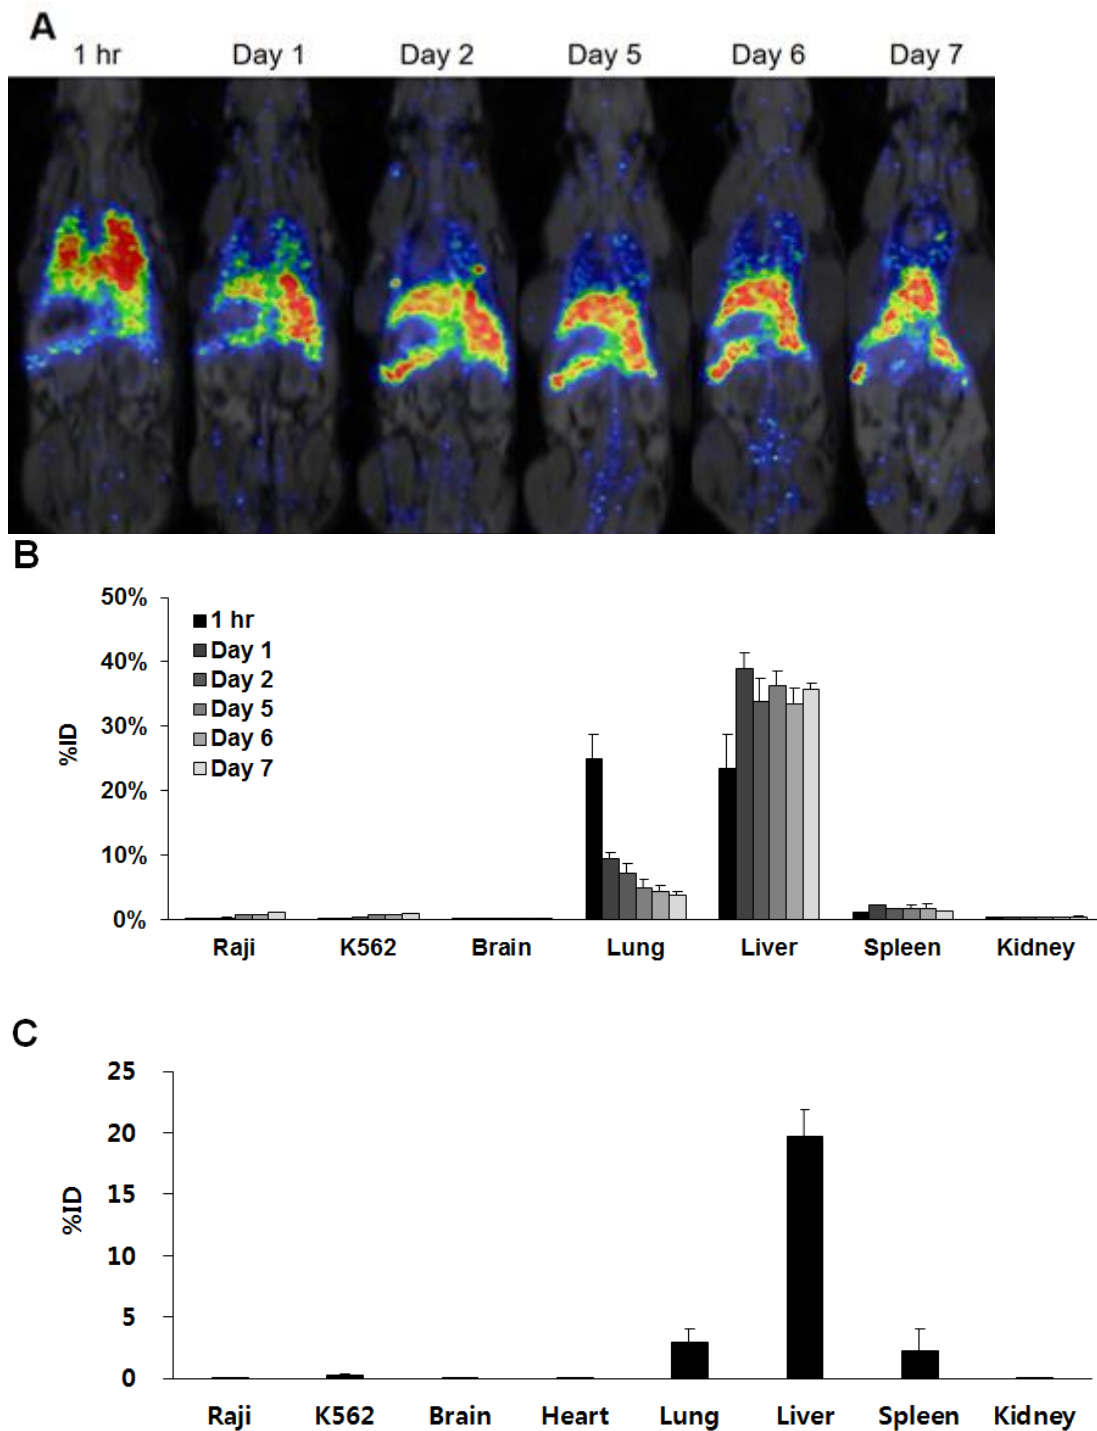 A
1 hr Day 1 Day 2 Day 5 Day 6 Day 7
B
50%
40%
30%
20%
10%
0%
%ID
1 hr
Day 1
Day 2
Day 5
Day 6
Day 7
Raji K562 Brain Lung Liver Spleen Kidney
C
25
20
15
10
5
0
%ID
Raji K562 Brain Heart Lung Liver Spleen Kidney